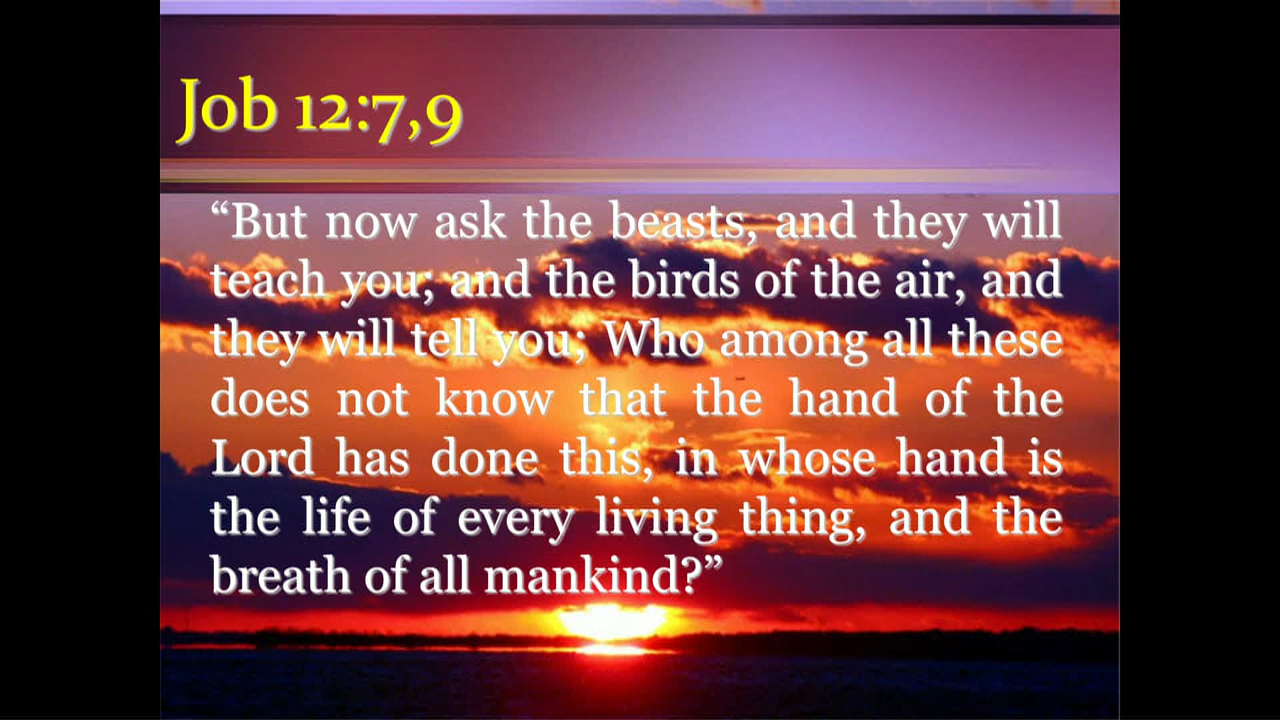 Job 12:7,9
“But now ask the beasts, and they will
teach you; and the birds of the air, and
they will tell you; Who among all these
does not know that the hand of the
Lord has done this, in whose hand is
the life of every living thing, and the
breath of all mankind?”